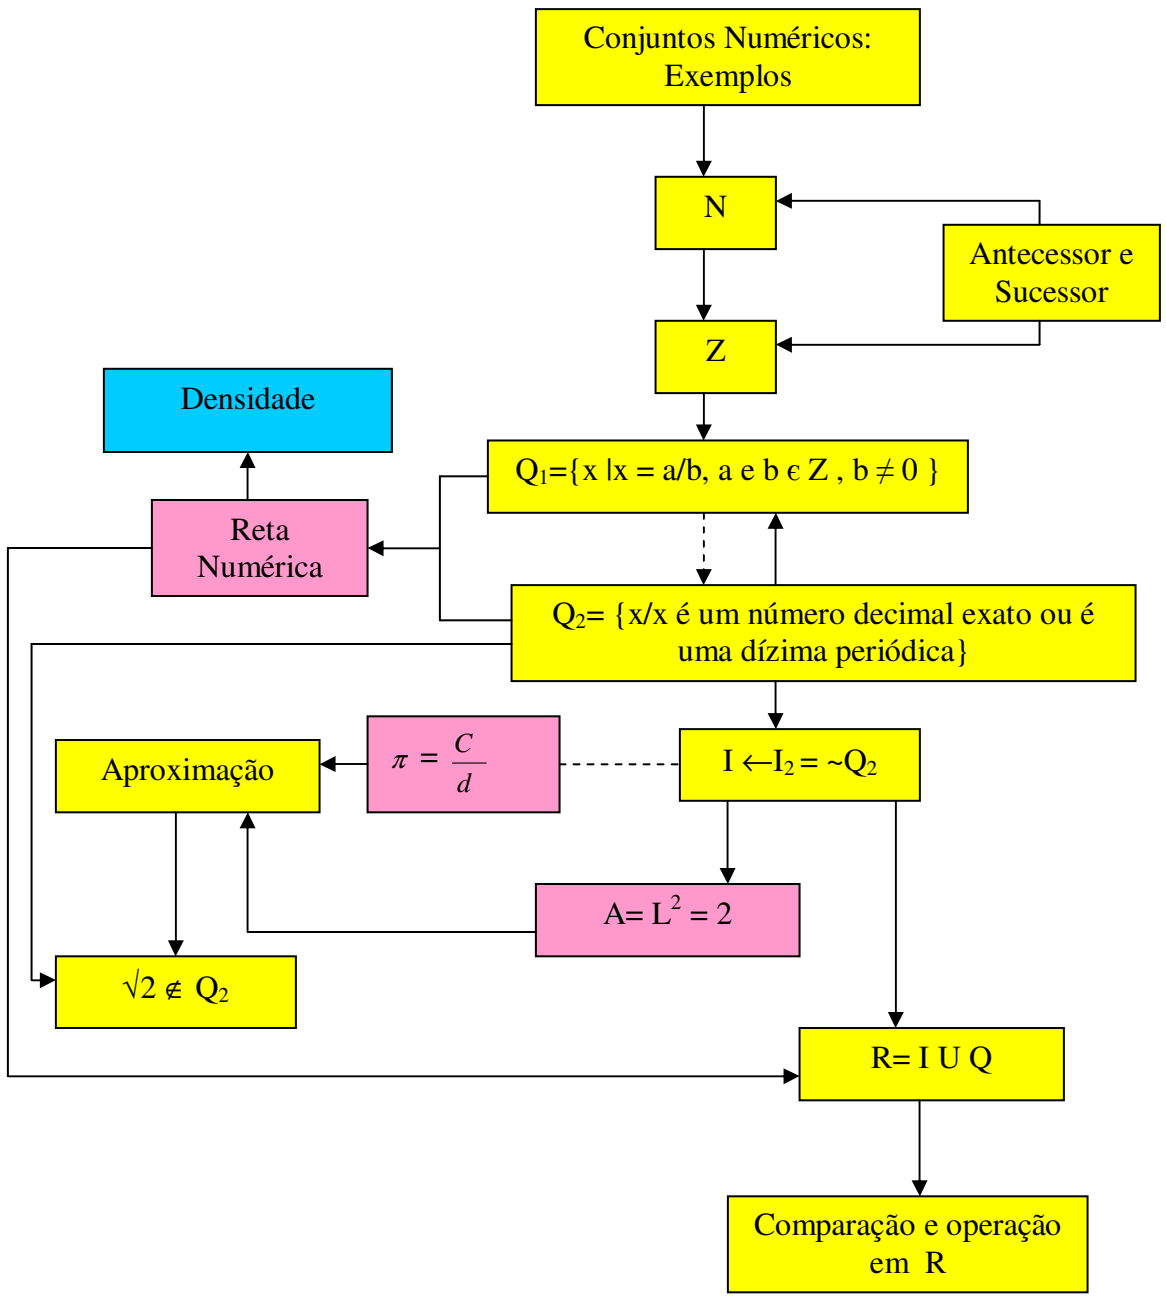 Conjuntos Numéricos:
Exemplos
N
Antecessor e
Sucessor
Z
Densidade
Q₁={x |x = a/b, a e b є Z , b ≠ 0 }
Reta
Numérica
Q₂= {x/x é um número decimal exato ou é
uma dízima periódica}
π = C/d
I ←I₂ = ~Q₂
Aproximação
A= L² = 2
√2 ∉ Q₂
R= I U Q
Comparação e operação
em R